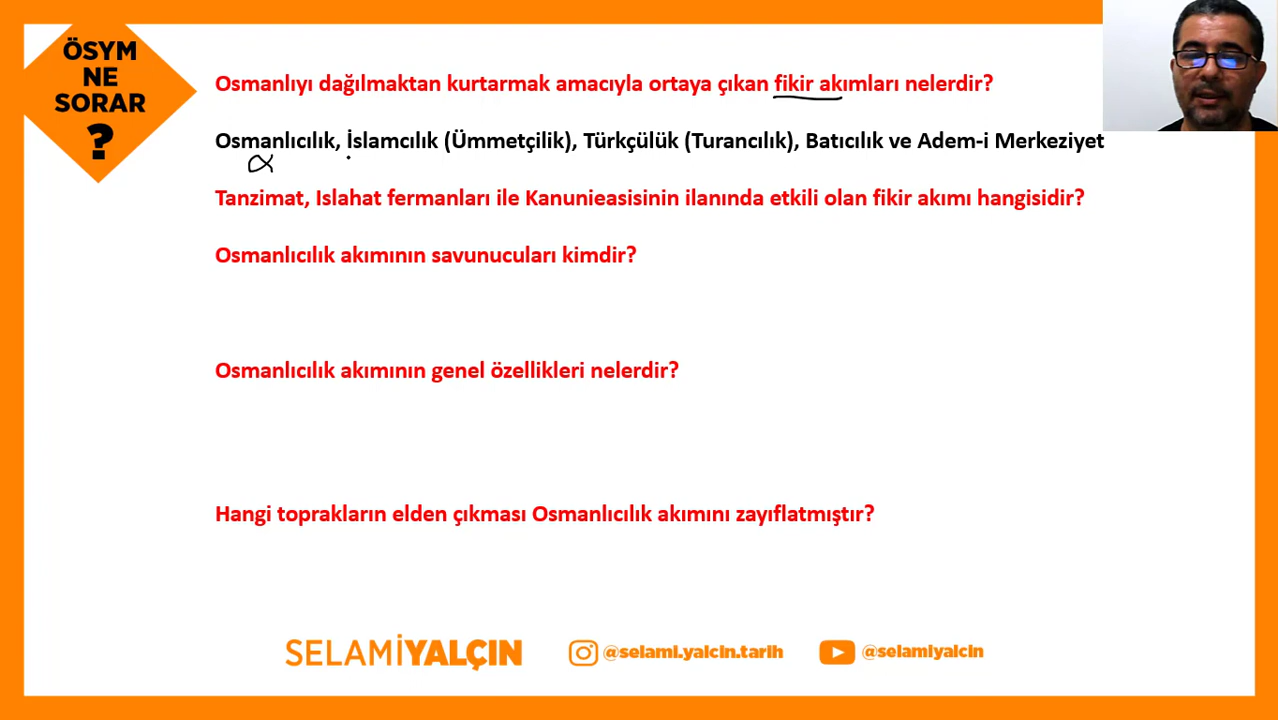 ÖSYM
NE
SORAR
?
Osmanlıyı dağılmaktan kurtarmak amacıyla ortaya çıkan fikir akımları nelerdir?
Osmanlıcılık, İslamcılık (Ümmetçilik), Türkçülük (Turancılık), Batıcılık ve Adem-i Merkeziyet
Tanzimat, Islahat fermanları ile Kanunieasisinin ilanında etkili olan fikir akımı hangisidir?
Osmanlıcılık akımının savunucuları kimdir?
Osmanlıcılık akımının genel özellikleri nelerdir?
Hangi toprakların elden çıkması Osmanlıcılık akımını zayıflatmıştır?
SELAMİYALÇIN @selami.yalcin.tarih @selamiyalcin